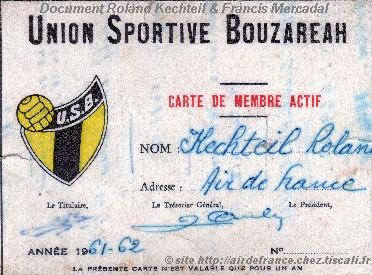 Document Roland Kechteil & Francis Mercadal
UNION SPORTIVE BOUZAREAH
U.S.B.
CARTE DE MEMBRE ACTIF
NOM : Kechteil Rolan
Adresse : Air de France
Le Titulaire, Le Trésorier Général, Le Président,
ANNÉE 1961-62 N°
LA PRÉSENTE CARTE N'EST VALABLE QUE POUR UN AN
© site http://airdefrance.chez.tiscali.fr